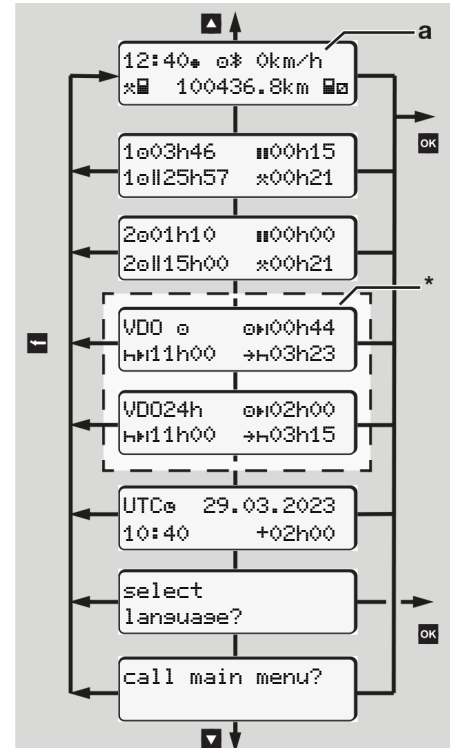 a
12:40 0km/h
100436.8km
OK
1 03h46 00h15
1 25h57 00h21
2 01h10 00h00
2 15h00 00h21
*
VDO 00h44
11h00 03h23
VDO24h 02h00
11h00 03h15
UTC 29.03.2023
10:40 +02h00
select
language?
OK
call main menu?